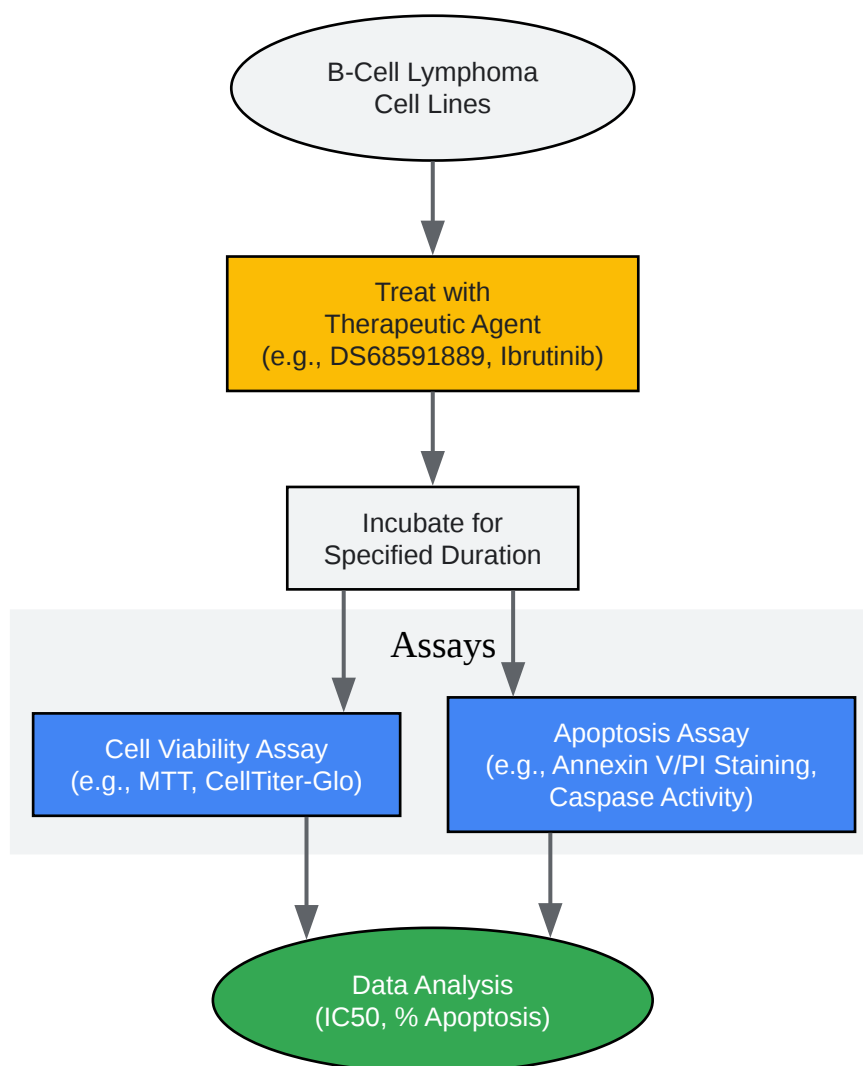 B-Cell Lymphoma
Cell Lines
Treat with
Therapeutic Agent
(e.g., DS68591889, Ibrutinib)
Incubate for
Specified Duration
Assays
Cell Viability Assay
(e.g., MTT, CellTiter-Glo)
Apoptosis Assay
(e.g., Annexin V/PI Staining,
Caspase Activity)
Data Analysis
(IC50, % Apoptosis)